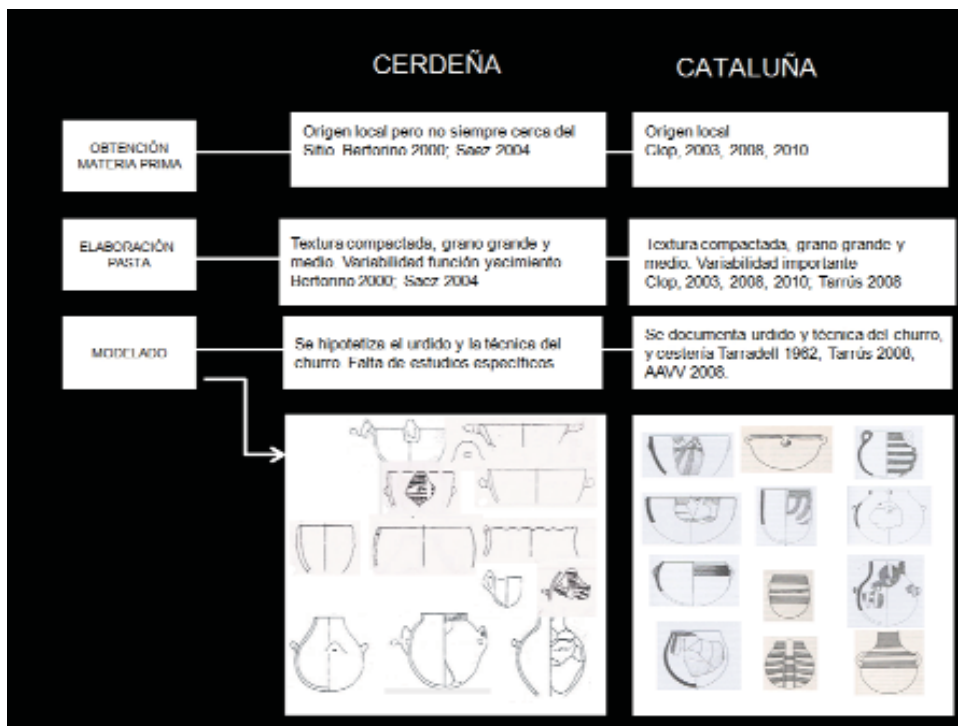 CERDEÑA
CATALUÑA
OBTENCIÓN
MATERIA PRIMA
Origen local pero no siempre cerca del
Sitio. Bertorino 2000; Saez 2004
Origen local
Clop, 2003, 2008, 2010
ELABORACIÓN
PASTA
Textura compactada, grano grande y
medio. Variabilidad función yacimiento
Bertorino 2000; Saez 2004
Textura compactada, grano grande y
medio. Variabilidad importante
Clop, 2003, 2008, 2010; Tarrús 2008
MODELADO
Se hipotetiza el urdido y la técnica del
churro. Falta de estudios específicos
Se documenta urdido y técnica del churro,
y cestería Tarradell 1962, Tarrús 2008,
AAVV 2008.